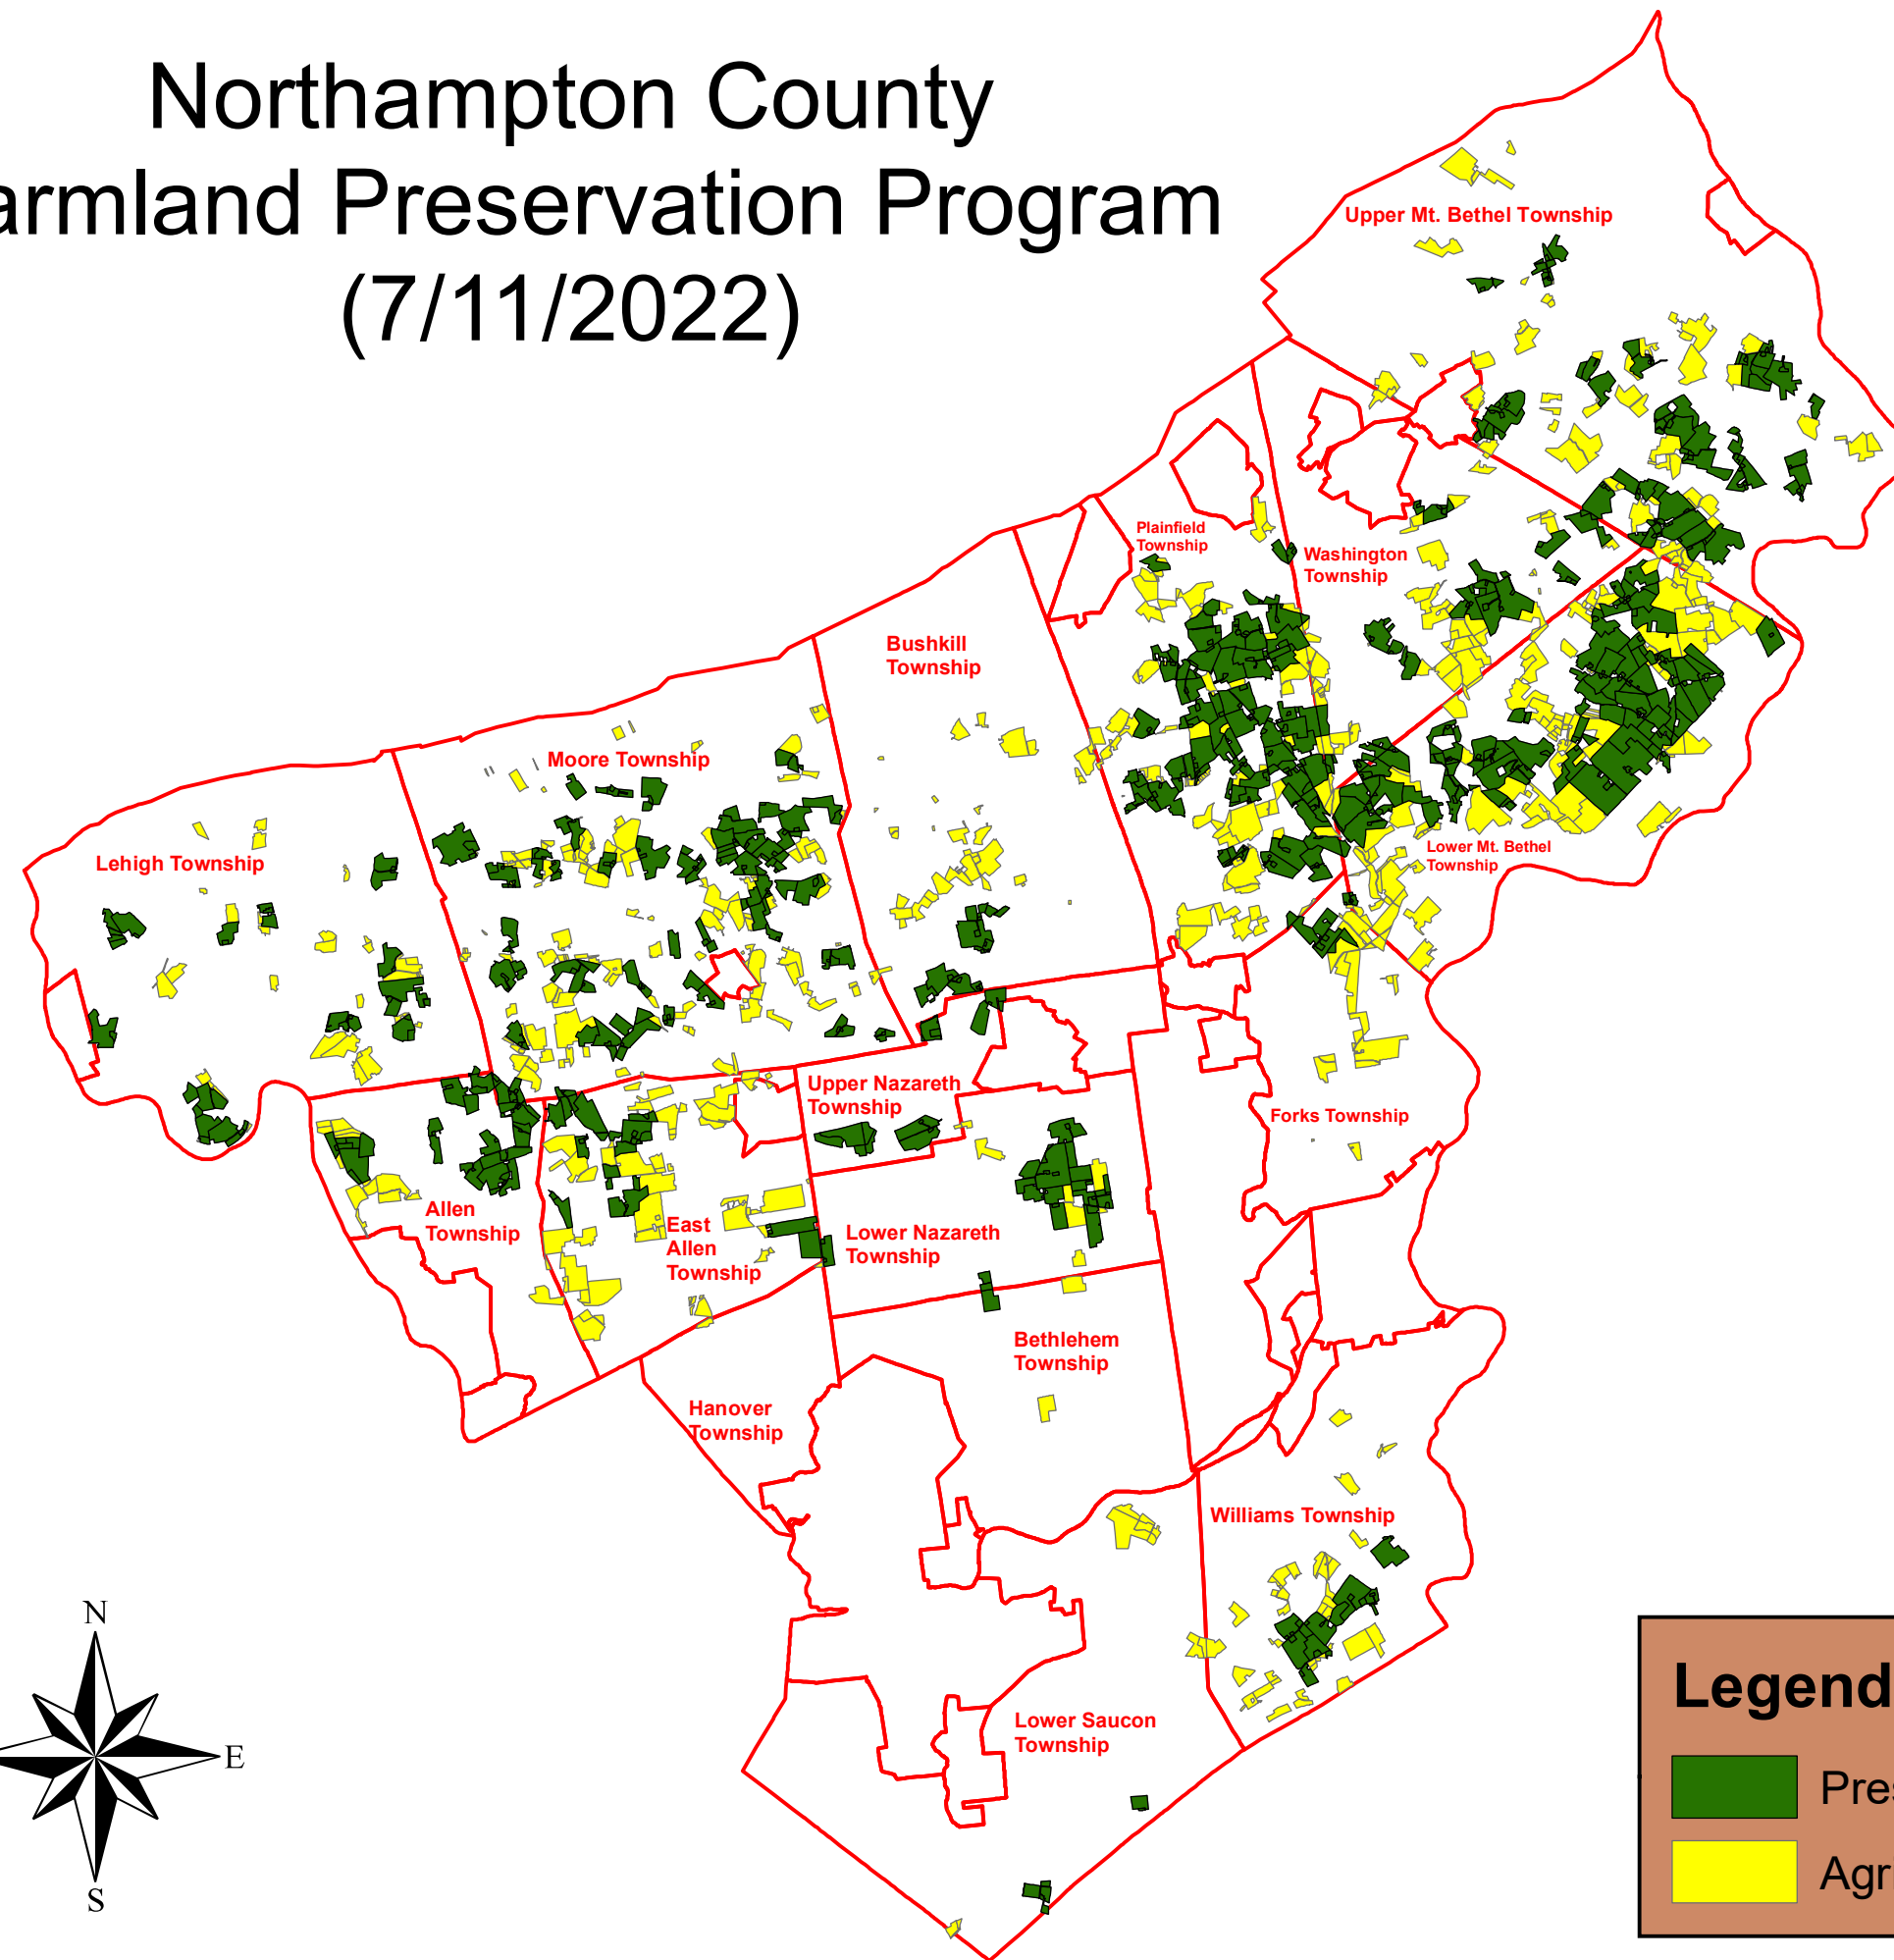 Northampton County
armland Preservation Program
(7/11/2022)
Upper Mt. Bethel Township
Plainfield
Township
Washington
Township
Bushkill
Township
Moore Township
Lehigh Township
Lower Mt. Bethel
Township
Upper Nazareth
Township
Forks Township
Allen
Township
East
Allen
Township
Lower Nazareth
Township
Bethlehem
Township
Hanover
Township
Williams Township
Lower Saucon
Township
N
E
S
Legend
Pres
Agr